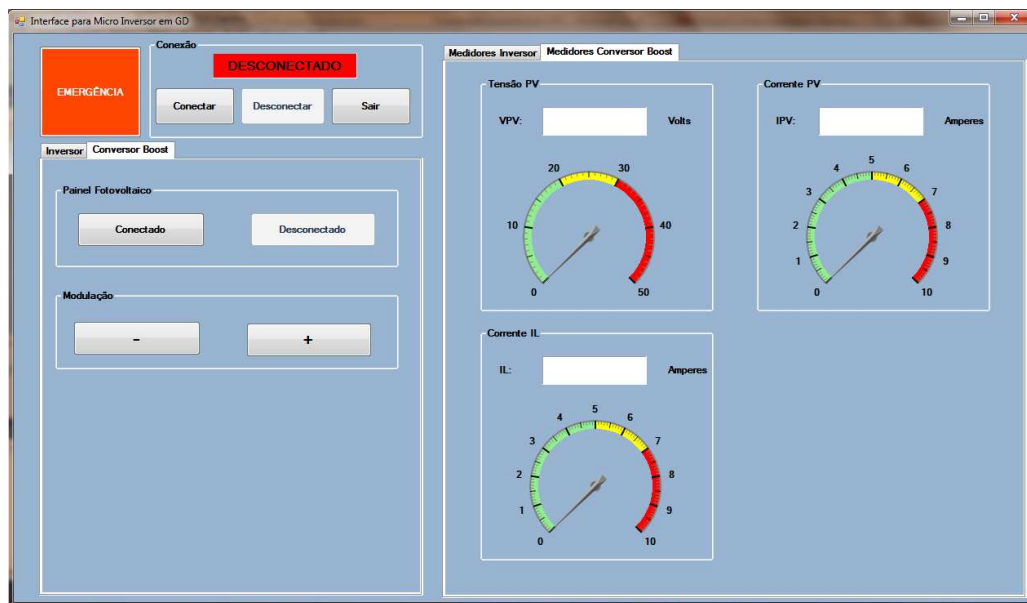 Interface para Micro Inversor em GD
EMERGÊNCIA
Conexão
DESCONECTADO
Conectar
Desconectar
Sair
Inversor
Conversor Boost
Painel Fotovoltaico
Conectado
Desconectado
Modulação
-
+
Medidores Inversor
Medidores Conversor Boost
Tensão PV
VPV:
Volts
0
10
20
30
40
50
Corrente PV
IPV:
Amperes
0
1
2
3
4
5
6
7
8
9
10
Corrente IL
IL:
Amperes
0
1
2
3
4
5
6
7
8
9
10